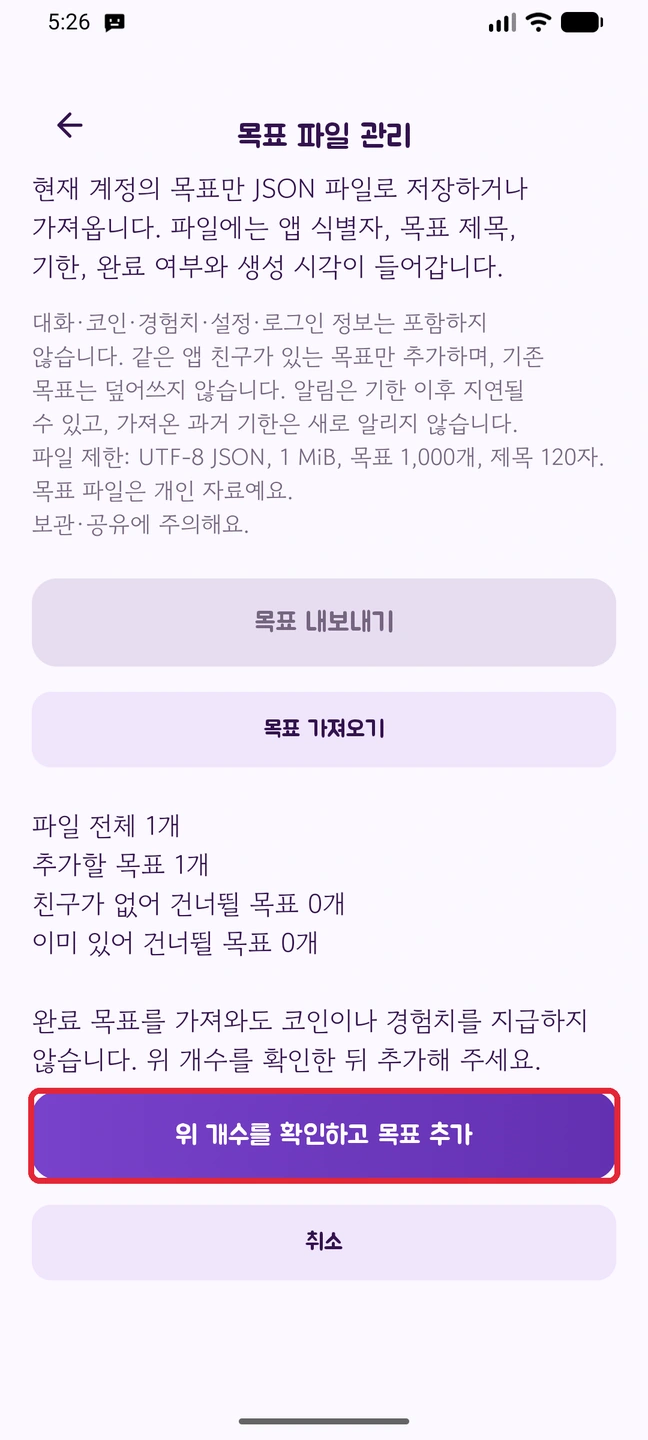 5:26
목표 파일 관리
현재 계정의 목표만 JSON 파일로 저장하거나
가져옵니다. 파일에는 앱 식별자, 목표 제목,
기한, 완료 여부와 생성 시각이 들어갑니다.
대화·코인·경험치·설정·로그인 정보는 포함하지
않습니다. 같은 앱 친구가 있는 목표만 추가하며, 기존
목표는 덮어쓰지 않습니다. 알림은 기한 이후 지연될
수 있고, 가져온 과거 기한은 새로 알리지 않습니다.
파일 제한: UTF-8 JSON, 1 MiB, 목표 1,000개, 제목 120자.
목표 파일은 개인 자료예요.
보관·공유에 주의해요.
목표 내보내기
목표 가져오기
파일 전체 1개
추가할 목표 1개
친구가 없어 건너뛸 목표 0개
이미 있어 건너뛸 목표 0개
완료 목표를 가져와도 코인이나 경험치를 지급하지
않습니다. 위 개수를 확인한 뒤 추가해 주세요.
위 개수를 확인하고 목표 추가
취소